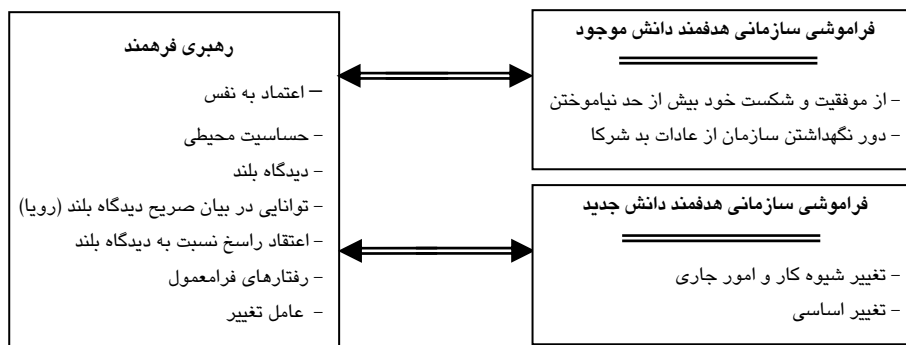 رهبری فرهمند
– اعتماد به نفس
- حساسیت محیطی
- دیدگاه بلند
- توانایی در بیان صریح دیدگاه بلند (رویا)
- اعتقاد راسخ نسبت به دیدگاه بلند
- رفتارهای فرامعمول
- عامل تغییر
فراموشی سازمانی هدفمند دانش موجود
- از موفقیت و شکست خود بیش از حد نیاموختن
- دور نگهداشتن سازمان از عادات بد شرکا
فراموشی سازمانی هدفمند دانش جدید
- تغییر شیوه کار و امور جاری
- تغییر اساسی